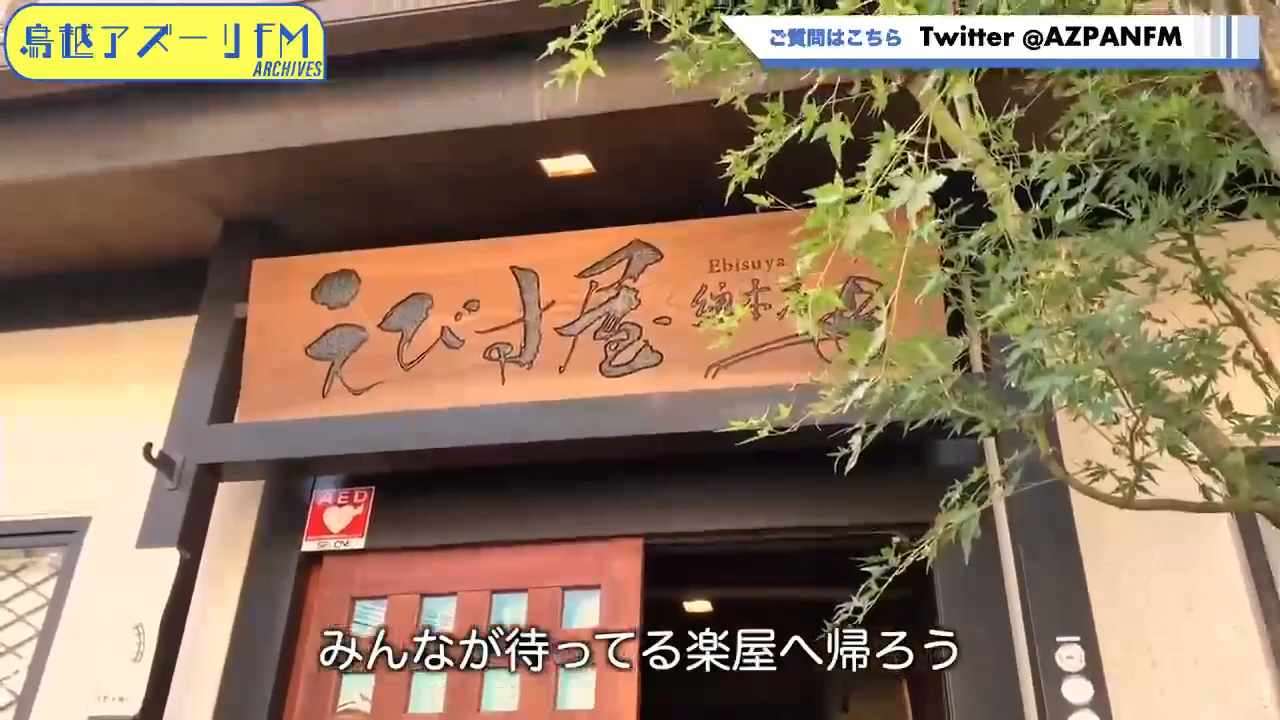 鳥越アズーリFM
ARCHIVES
ご質問はこちら Twitter @AZPANFM
Ebisuya
えびす屋
AED
みんなが待ってる楽屋へ帰ろう